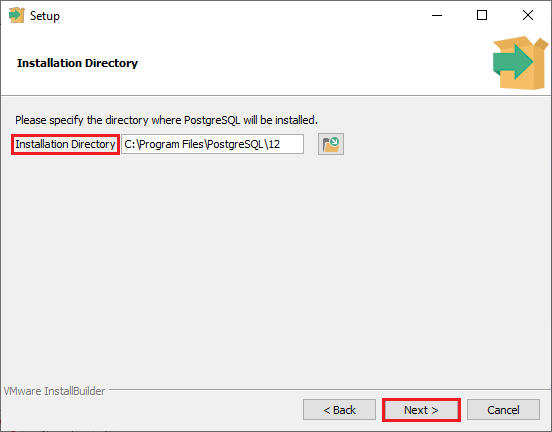 Setup
Installation Directory
Please specify the directory where PostgreSQL will be installed.
Installation Directory C:\Program Files\PostgreSQL\12
VMware InstallBuilder
< Back Next > Cancel